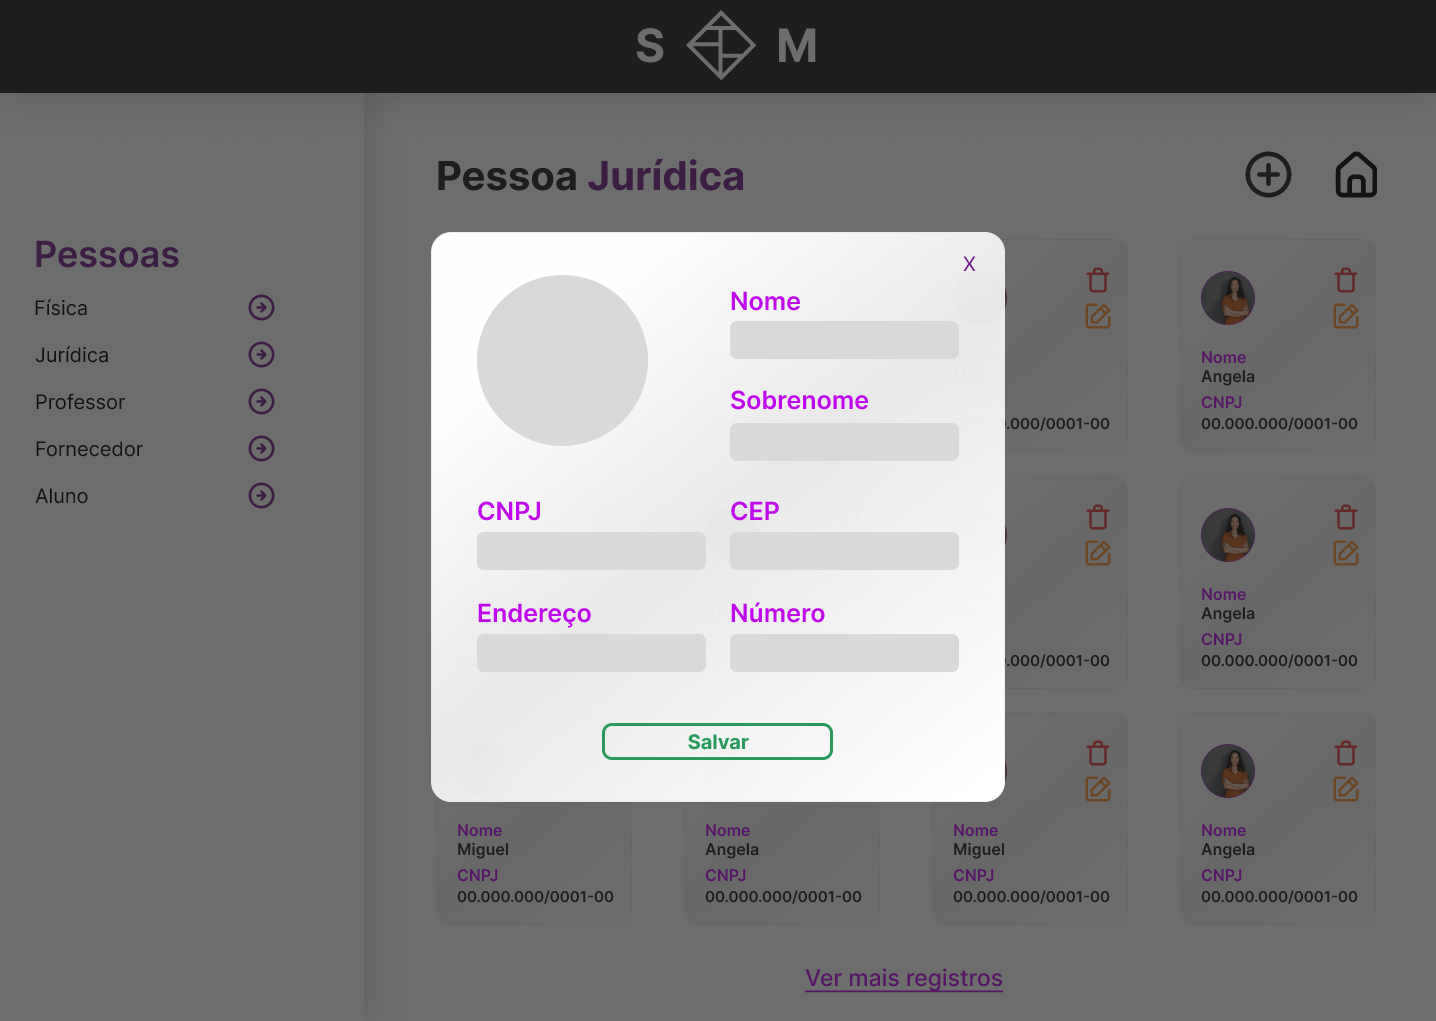 S M
Pessoa Jurídica
Pessoas
Física
Jurídica
Professor
Fornecedor
Aluno
X
Nome
Sobrenome
CNPJ
CEP
Endereço
Número
Salvar
.000/0001-00
Nome
Angela
CNPJ
00.000.000/0001-00
.000/0001-00
Nome
Angela
CNPJ
00.000.000/0001-00
Nome
Miguel
CNPJ
00.000.000/0001-00
Nome
Angela
CNPJ
00.000.000/0001-00
Nome
Miguel
CNPJ
00.000.000/0001-00
Nome
Angela
CNPJ
00.000.000/0001-00
Ver mais registros